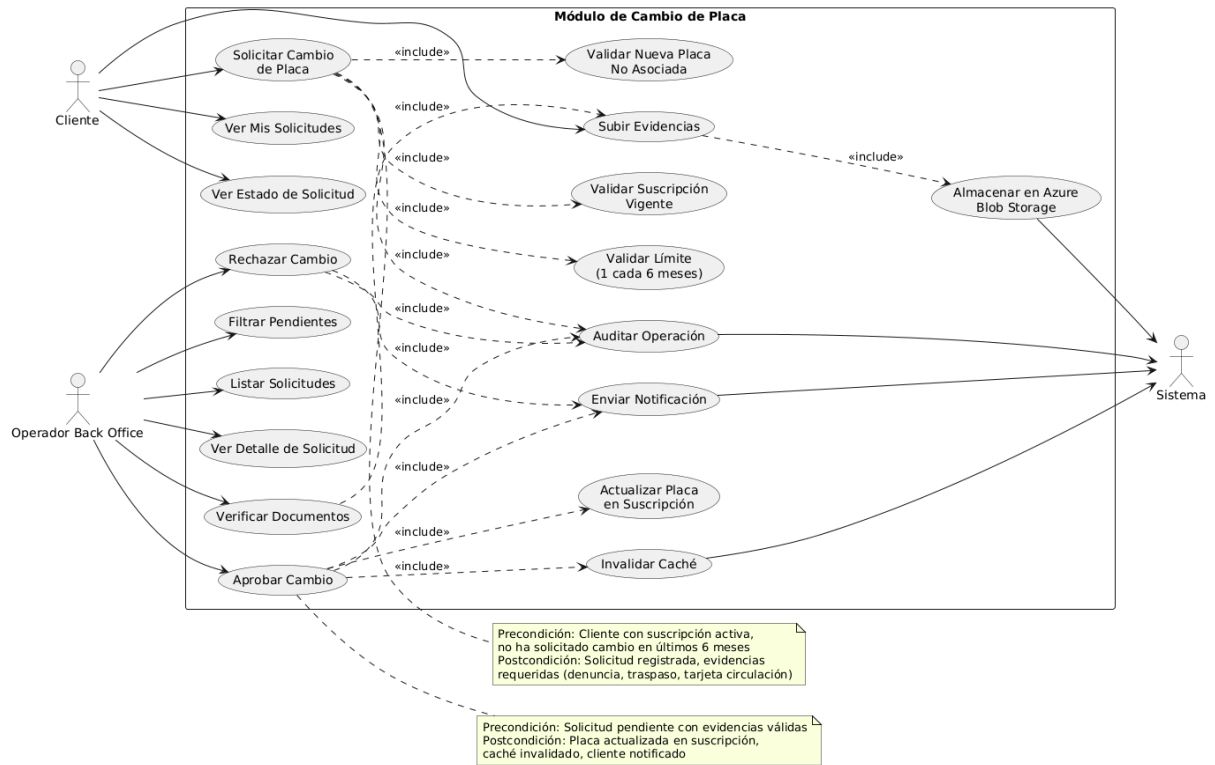 Módulo de Cambio de Placa
Solicitar Cambio
de Placa
«include»
Validar Nueva Placa
No Asociada
Cliente
«include»
Subir Evidencias
Ver Mis Solicitudes
«include»
«include»
Validar Suscripción
Vigente
Almacenar en Azure
Blob Storage
Ver Estado de Solicitud
«include»
Validar Límite
(1 cada 6 meses)
«include»
Rechazar Cambio
«include»
Auditar Operación
Filtrar Pendientes
«include»
Sistema
Listar Solicitudes
«include»
Enviar Notificación
Operador Back Office
Ver Detalle de Solicitud
«include»
Actualizar Placa
en Suscripción
Verificar Documentos
«include»
Aprobar Cambio
«include»
Invalidar Caché
Precondición: Cliente con suscripción activa,
no ha solicitado cambio en últimos 6 meses
Postcondición: Solicitud registrada, evidencias
requeridas (denuncia, traspaso, tarjeta circulación)
Precondición: Solicitud pendiente con evidencias válidas
Postcondición: Placa actualizada en suscripción,
caché invalidado, cliente notificado